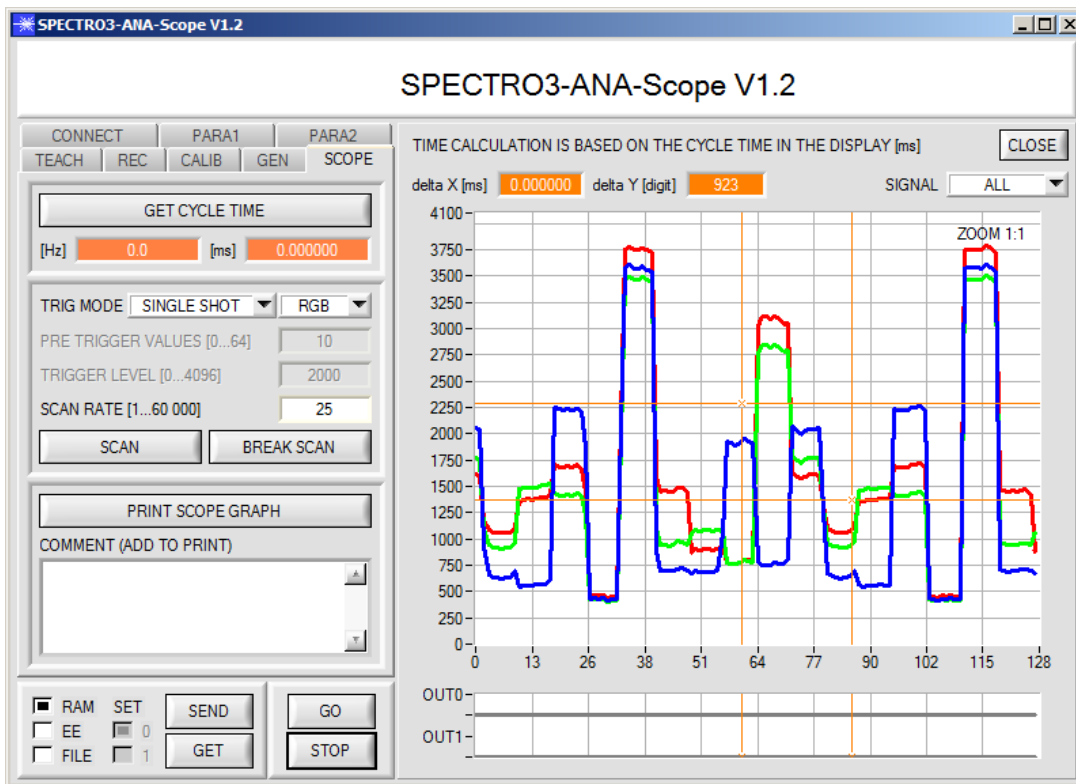 SPECTRO3-ANA-Scope V1.2
SPECTRO3-ANA-Scope V1.2
CONNECT PARA1 PARA2
TEACH REC CALIB GEN SCOPE
GET CYCLE TIME
[Hz] 0.0 [ms] 0.000000
TRIG MODE SINGLE SHOT RGB
PRE TRIGGER VALUES [0...64] 10
TRIGGER LEVEL [0...4096] 2000
SCAN RATE [1...60 000] 25
SCAN BREAK SCAN
PRINT SCOPE GRAPH
COMMENT (ADD TO PRINT)
RAM SET SEND GO
EE 0
FILE 1 GET STOP
TIME CALCULATION IS BASED ON THE CYCLE TIME IN THE DISPLAY [ms] CLOSE
delta X [ms] 0.000000 delta Y [digit] 923 SIGNAL ALL
ZOOM 1:1
4100
3750
3500
3250
3000
2750
2500
2250
2000
1750
1500
1250
1000
750
500
250
0
0 13 26 38 51 64 77 90 102 115 128
OUT0
OUT1